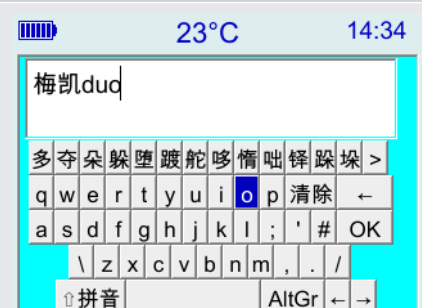 23°C 14:34
梅凯duo
多 夺 朵 躲 堕 踱 舵 哆 惰 咄 铎 跺 垛 >
q w e r t y u i o p 清除 ←
a s d f g h j k l ; ' # OK
\ z x c v b n m , . /
⇧拼音 AltGr ← →